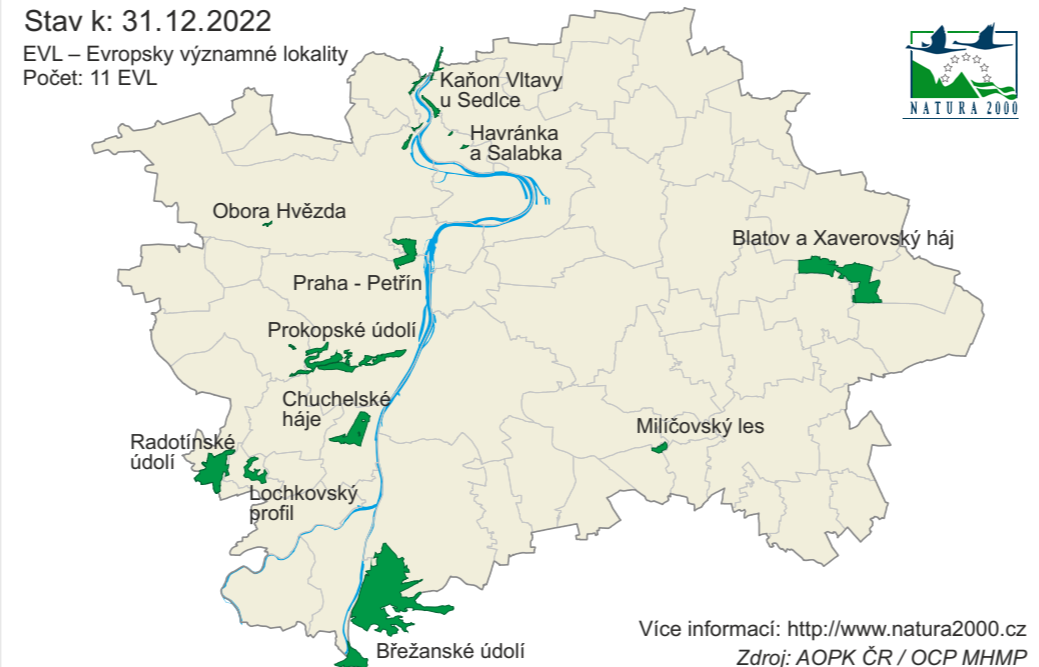 Stav k: 31.12.2022
EVL – Evropsky významné lokality
Počet: 11 EVL
NATURA 2000
Kaňon Vltavy
u Sedlce
Havránka
a Salabka
Obora Hvězda
Blatov a Xaverovský háj
Praha - Petřín
Prokopské údolí
Chuchelské
háje
Milíčovský les
Radotínské
údolí
Lochkovský
profil
Břežanské údolí
Více informací: http://www.natura2000.cz
Zdroj: AOPK ČR / OCP MHMP